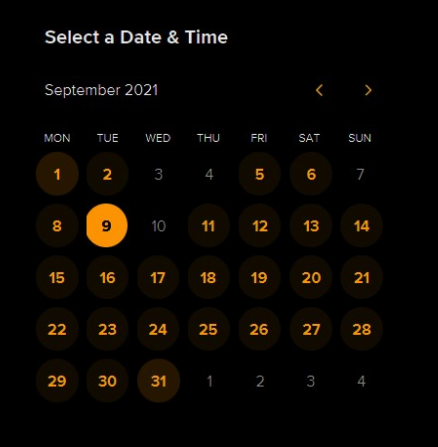 Select a Date & Time
September 2021
MON TUE WED THU FRI SAT SUN
1 2 3 4 5 6 7
8 9 10 11 12 13 14
15 16 17 18 19 20 21
22 23 24 25 26 27 28
29 30 31 1 2 3 4